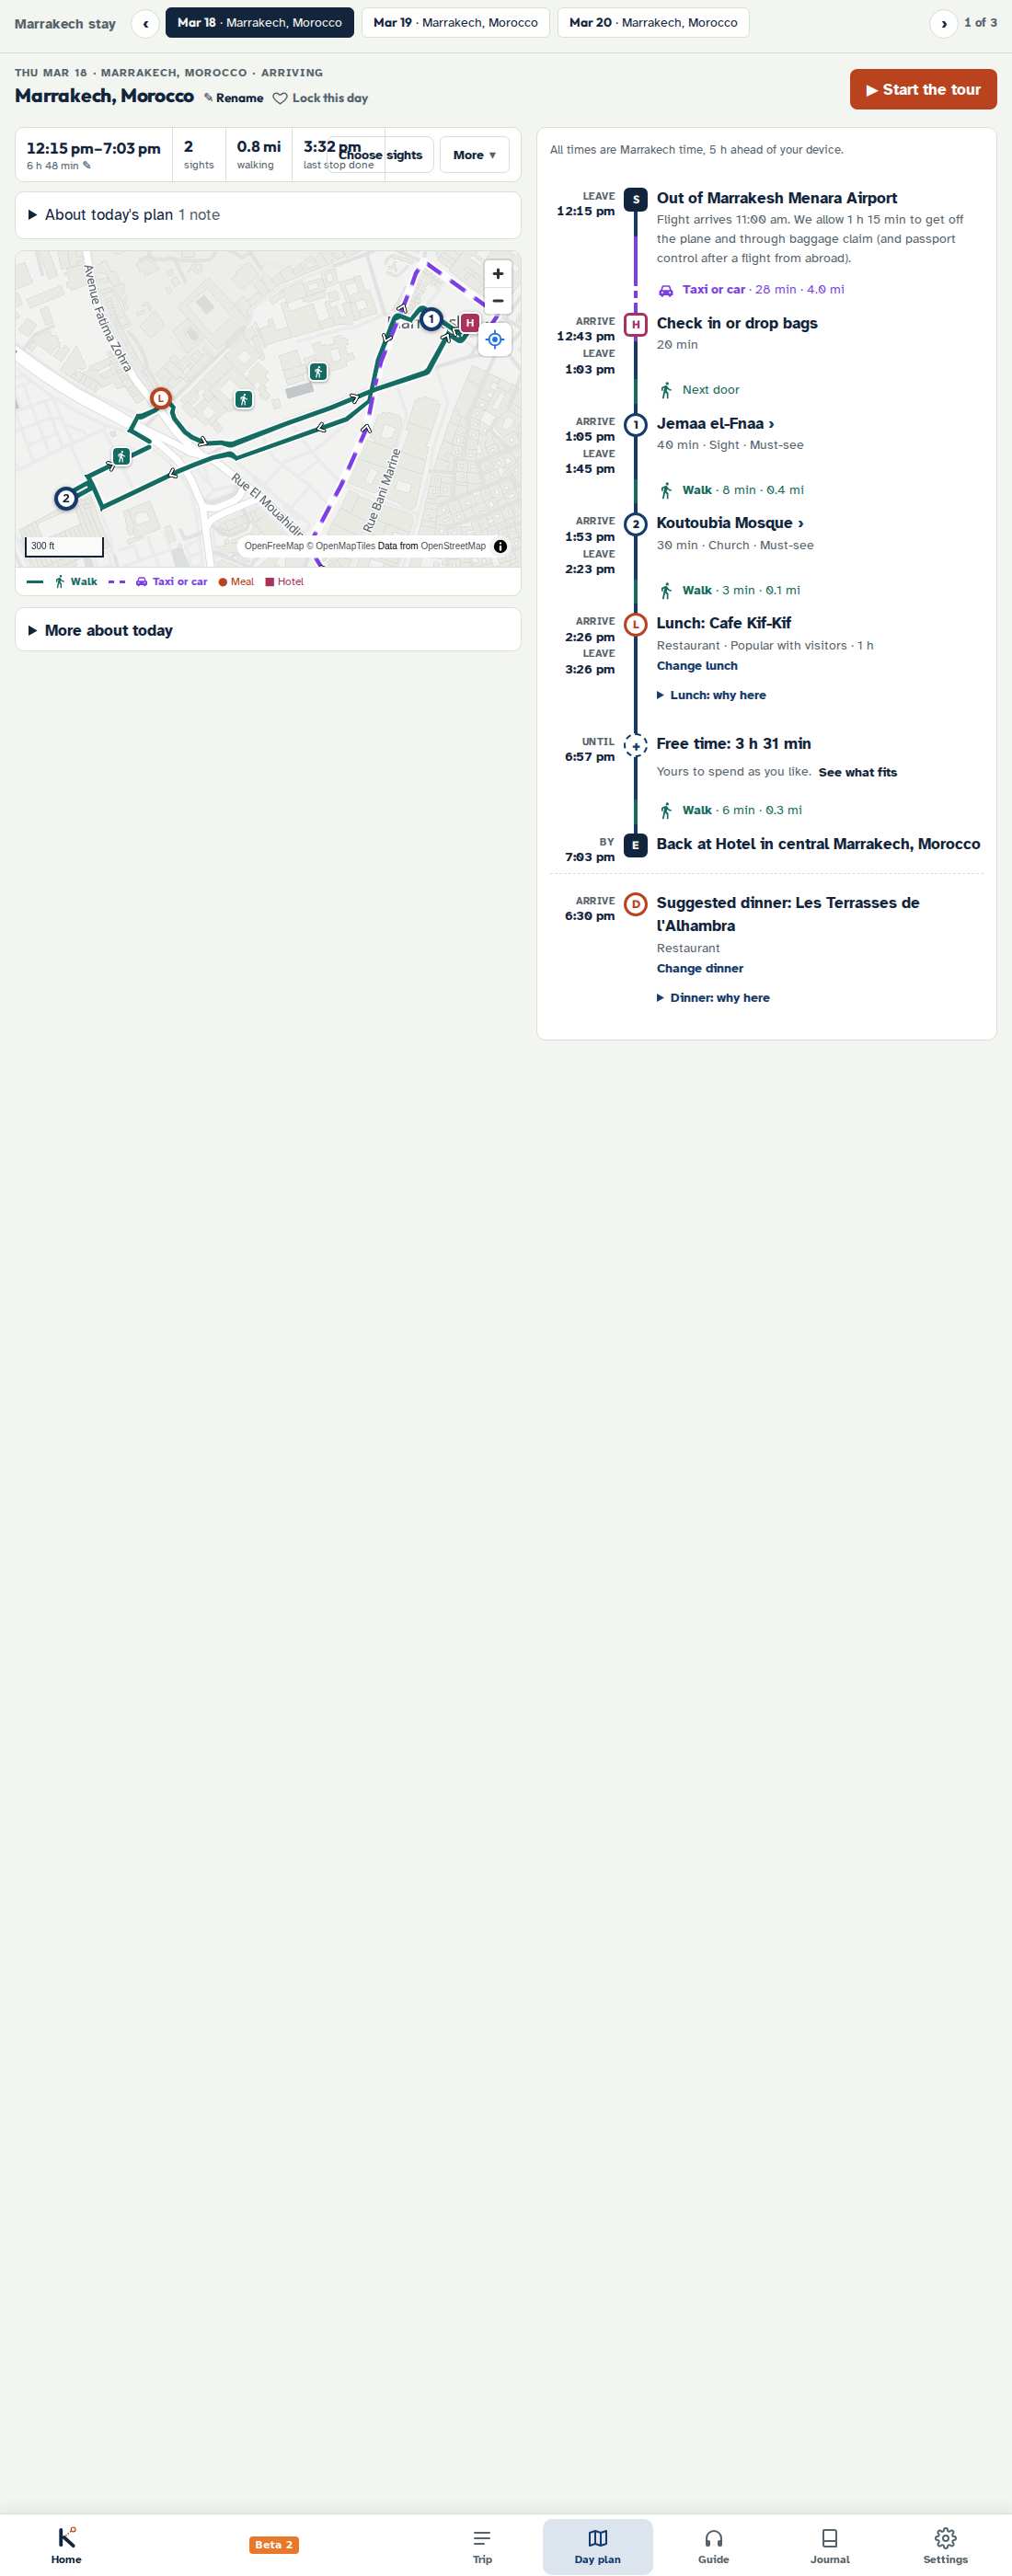 Marrakech stay
‹
Mar 18 · Marrakech, Morocco
Mar 19 · Marrakech, Morocco
Mar 20 · Marrakech, Morocco
›
1 of 3
THU MAR 18 · MARRAKECH, MOROCCO · ARRIVING
Marrakech, Morocco
✎ Rename
Lock this day
▶ Start the tour
12:15 pm–7:03 pm
6 h 48 min ✎
2
sights
0.8 mi
walking
3:32 pm
last stop done
Choose sights
More ▾
▶ About today's plan 1 note
Avenue Fatima Zohra
Rue El Mouahidin
Rue Bani Marine
+
−
1
H
L
2
300 ft
OpenFreeMap © OpenMapTiles Data from OpenStreetMap
Walk
Taxi or car
Meal
Hotel
▶ More about today
All times are Marrakech time, 5 h ahead of your device.
LEAVE
12:15 pm
S
Out of Marrakesh Menara Airport
Flight arrives 11:00 am. We allow 1 h 15 min to get off
the plane and through baggage claim (and passport
control after a flight from abroad).
Taxi or car · 28 min · 4.0 mi
ARRIVE
12:43 pm
LEAVE
1:03 pm
H
Check in or drop bags
20 min
Next door
ARRIVE
1:05 pm
LEAVE
1:45 pm
1
Jemaa el-Fnaa ›
40 min · Sight · Must-see
Walk · 8 min · 0.4 mi
ARRIVE
1:53 pm
LEAVE
2:23 pm
2
Koutoubia Mosque ›
30 min · Church · Must-see
Walk · 3 min · 0.1 mi
ARRIVE
2:26 pm
LEAVE
3:26 pm
L
Lunch: Cafe Kif-Kif
Restaurant · Popular with visitors · 1 h
Change lunch
▶ Lunch: why here
UNTIL
6:57 pm
+
Free time: 3 h 31 min
Yours to spend as you like. See what fits
Walk · 6 min · 0.3 mi
BY
7:03 pm
E
Back at Hotel in central Marrakech, Morocco
ARRIVE
6:30 pm
D
Suggested dinner: Les Terrasses de
l'Alhambra
Restaurant
Change dinner
▶ Dinner: why here
Home
Beta 2
Trip
Day plan
Guide
Journal
Settings